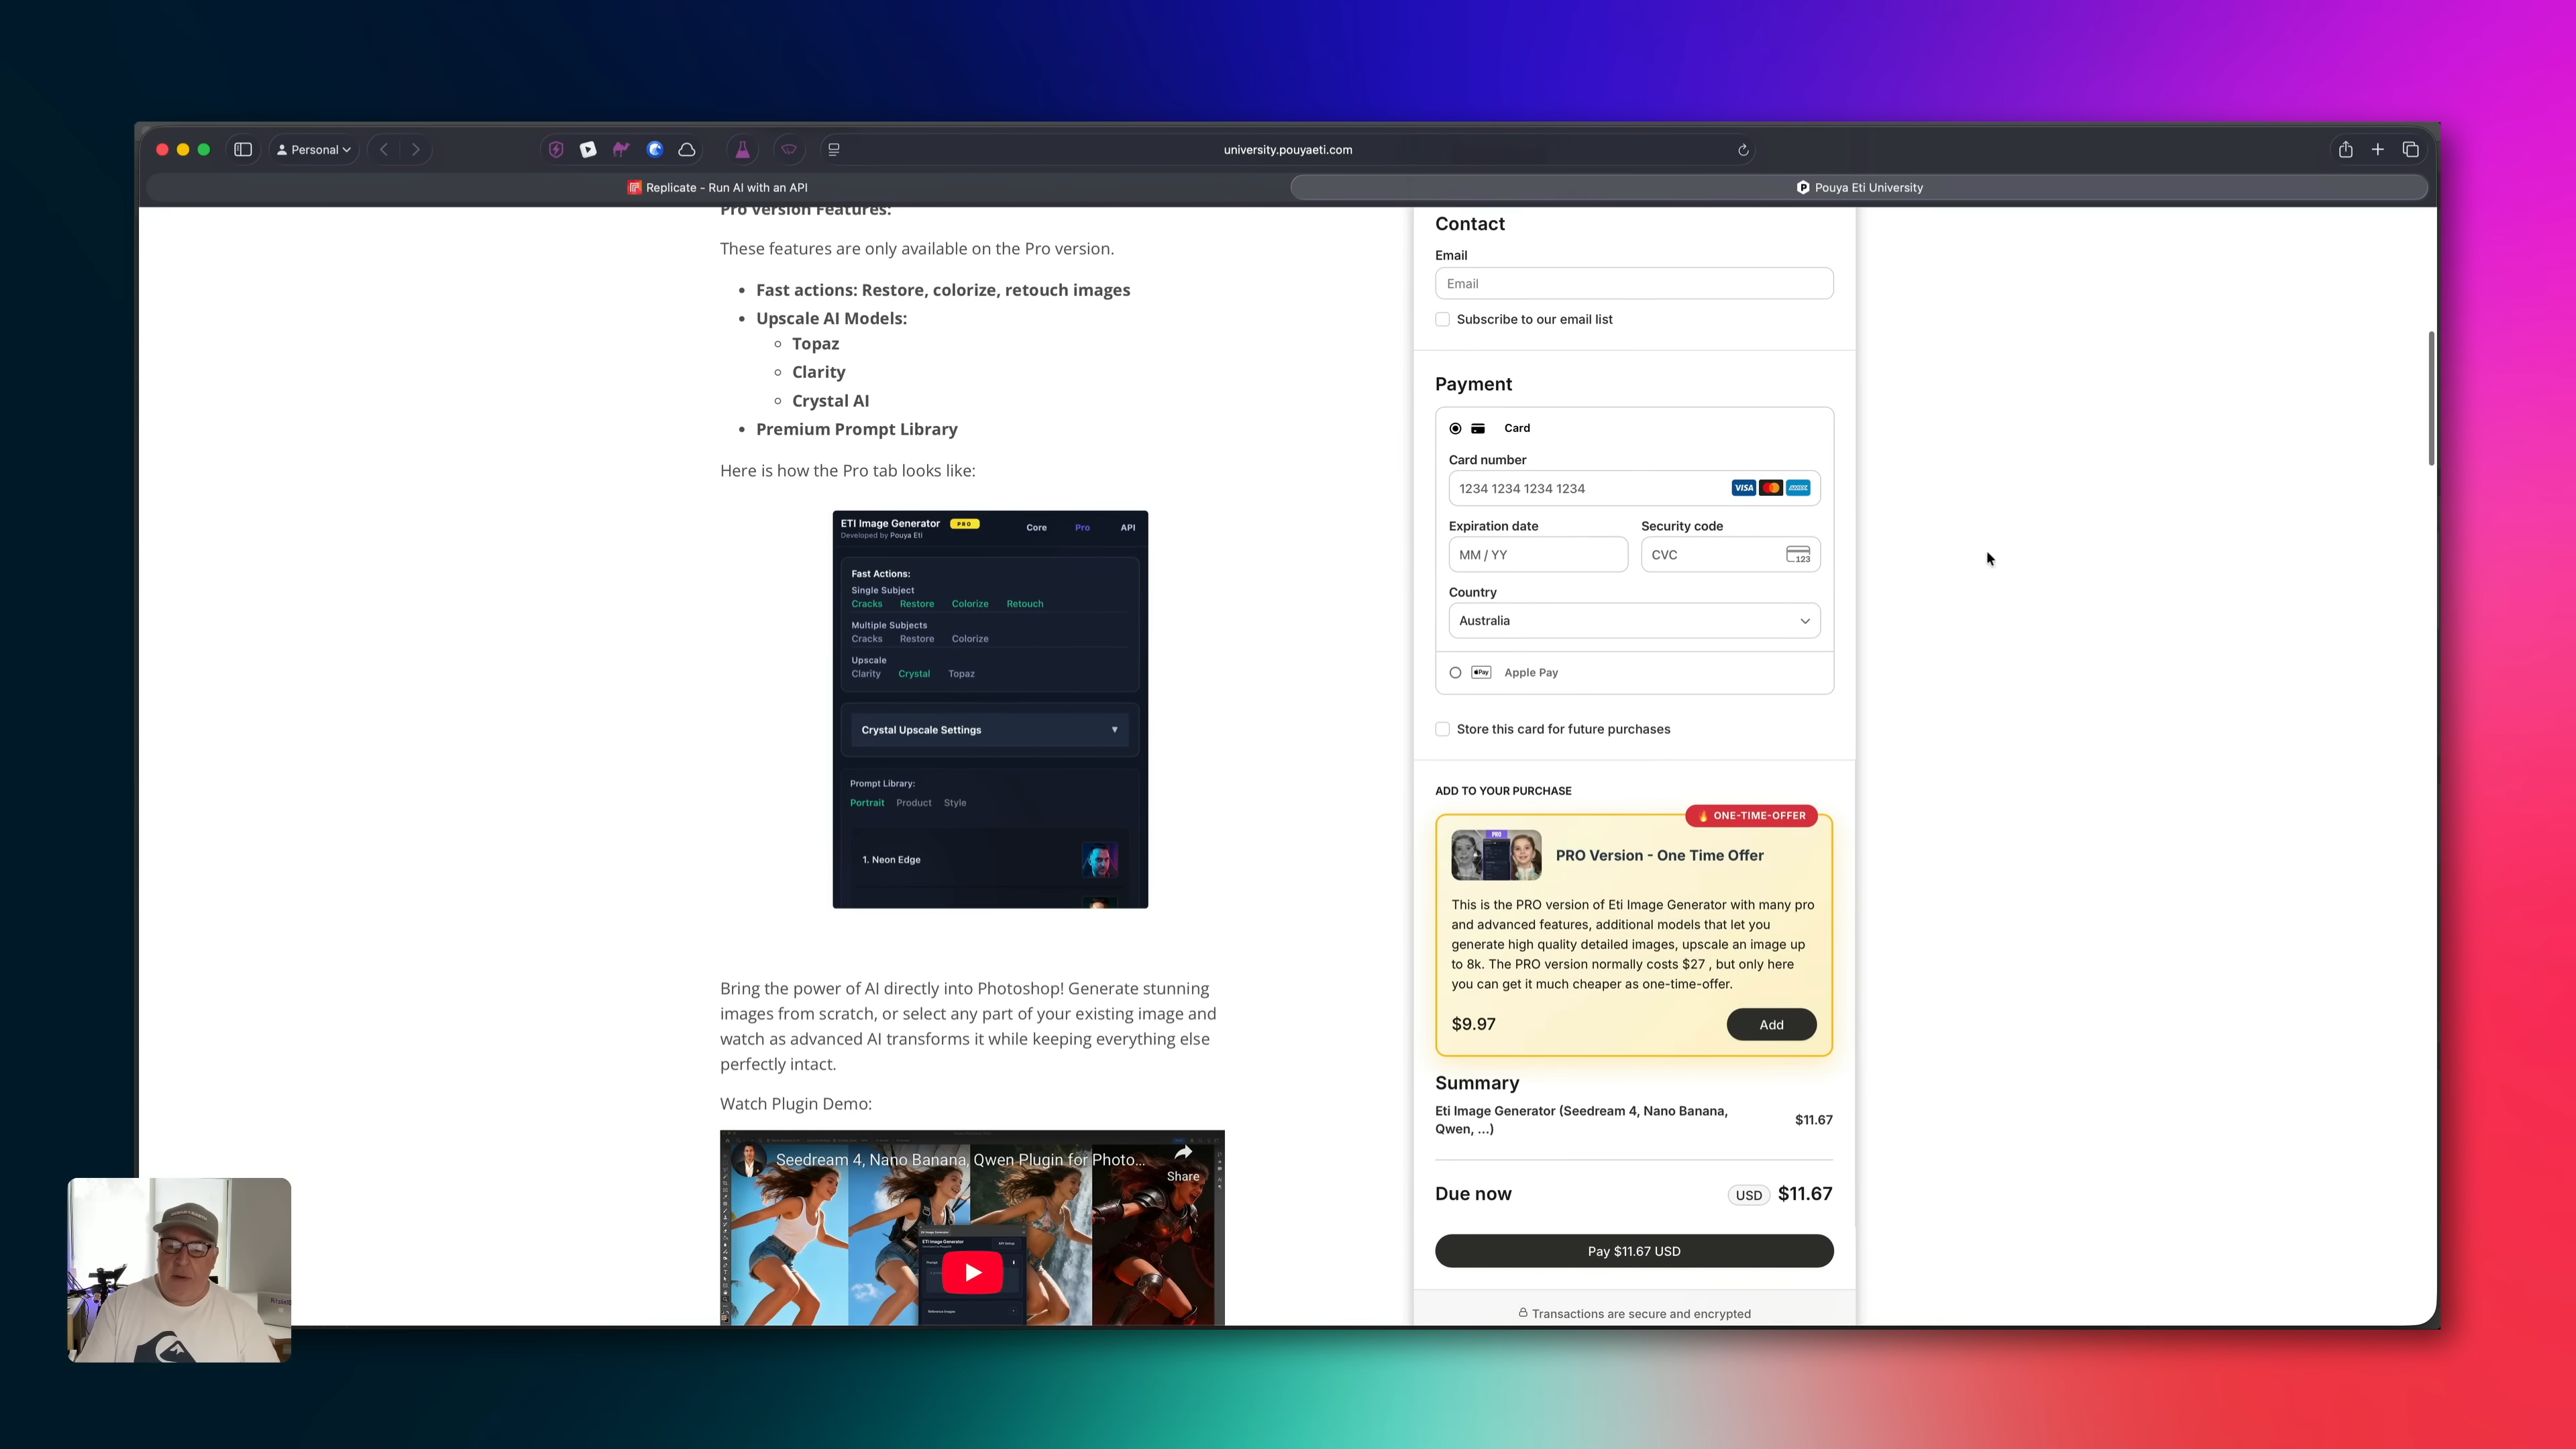 Personal
university.pouyaeti.com
Replicate - Run AI with an API
Pouya Eti University
Pro Version Features:
These features are only available on the Pro version.
• Fast actions: Restore, colorize, retouch images
• Upscale AI Models:
Topaz
Clarity
Crystal AI
• Premium Prompt Library
Here is how the Pro tab looks like:
ETI Image Generator PRO
Developed by Pouya Eti
Core Pro API
Fast Actions:
Single Subject
Cracks Restore Colorize Retouch
Multiple Subjects
Cracks Restore Colorize
Upscale
Clarity Crystal Topaz
Crystal Upscale Settings
Prompt Library:
Portrait Product Style
1. Neon Edge
Bring the power of AI directly into Photoshop! Generate stunning
images from scratch, or select any part of your existing image and
watch as advanced AI transforms it while keeping everything else
perfectly intact.
Watch Plugin Demo:
Seedream 4, Nano Banana, Qwen Plugin for Photo...
Share
ETI Image Generator
Contact
Email
Email
Subscribe to our email list
Payment
Card
Card number
1234 1234 1234 1234
VISA
Expiration date
MM / YY
Security code
CVC
123
Country
Australia
Pay
Apple Pay
Store this card for future purchases
ADD TO YOUR PURCHASE
ONE-TIME-OFFER
PRO
PRO Version - One Time Offer
This is the PRO version of Eti Image Generator with many pro
and advanced features, additional models that let you
generate high quality detailed images, upscale an image up
to 8k. The PRO version normally costs $27 , but only here
you can get it much cheaper as one-time-offer.
$9.97
Add
Summary
Eti Image Generator (Seedream 4, Nano Banana,
Qwen, ...)
$11.67
Due now
USD $11.67
Pay $11.67 USD
Transactions are secure and encrypted